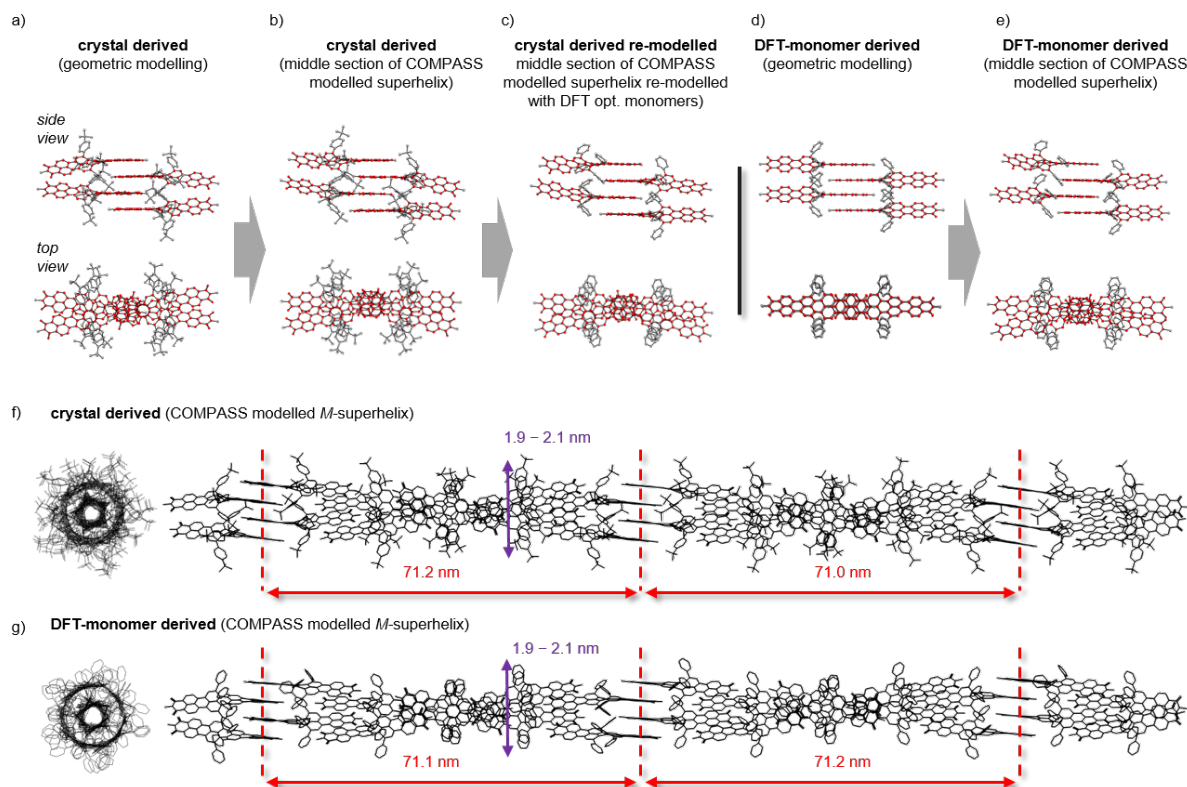 a)
crystal derived
(geometric modelling)
b)
crystal derived
(middle section of COMPASS
modelled superhelix)
c)
crystal derived re-modelled
middle section of COMPASS
modelled superhelix re-modelled
with DFT opt. monomers)
d)
DFT-monomer derived
(geometric modelling)
e)
DFT-monomer derived
(middle section of COMPASS
modelled superhelix)
side
view
top
view
f) crystal derived (COMPASS modelled M-superhelix)
1.9 – 2.1 nm
71.2 nm
71.0 nm
g) DFT-monomer derived (COMPASS modelled M-superhelix)
1.9 – 2.1 nm
71.1 nm
71.2 nm